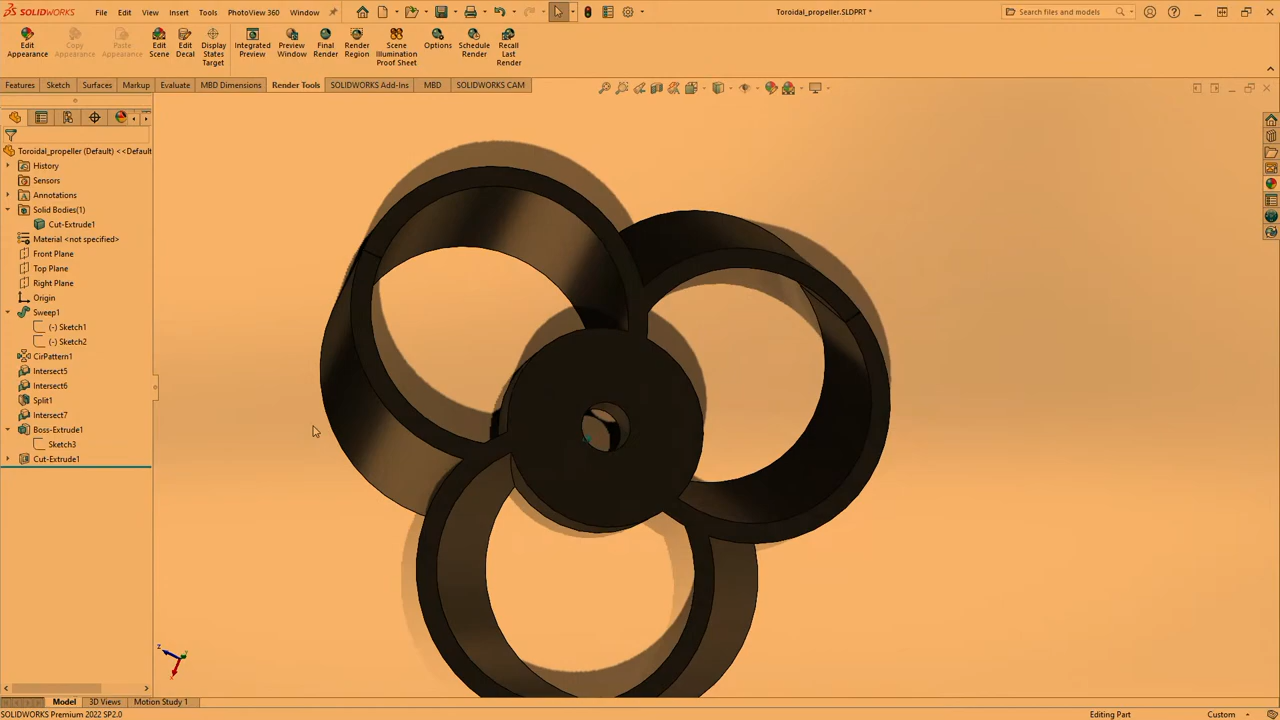 SOLIDWORKS File Edit View Insert Tools PhotoView 360 Window Toroidal_propeller.SLDPRT * Search files and models
Edit Appearance Copy Appearance Paste Appearance Edit Scene Edit Decal Display States Target Integrated Preview Preview Window Final Render Render Region Scene Illumination Proof Sheet Options Schedule Render Recall Last Render
Features Sketch Surfaces Markup Evaluate MBD Dimensions Render Tools SOLIDWORKS Add-Ins MBD SOLIDWORKS CAM
Toroidal_propeller (Default) <<Default
History
Sensors
Annotations
Solid Bodies(1)
Cut-Extrude1
Material <not specified>
Front Plane
Top Plane
Right Plane
Origin
Sweep1
(-) Sketch1
(-) Sketch2
CirPattern1
Intersect5
Intersect6
Split1
Intersect7
Boss-Extrude1
Sketch3
Cut-Extrude1
Model 3D Views Motion Study 1
SOLIDWORKS Premium 2022 SP2.0 Editing Part Custom